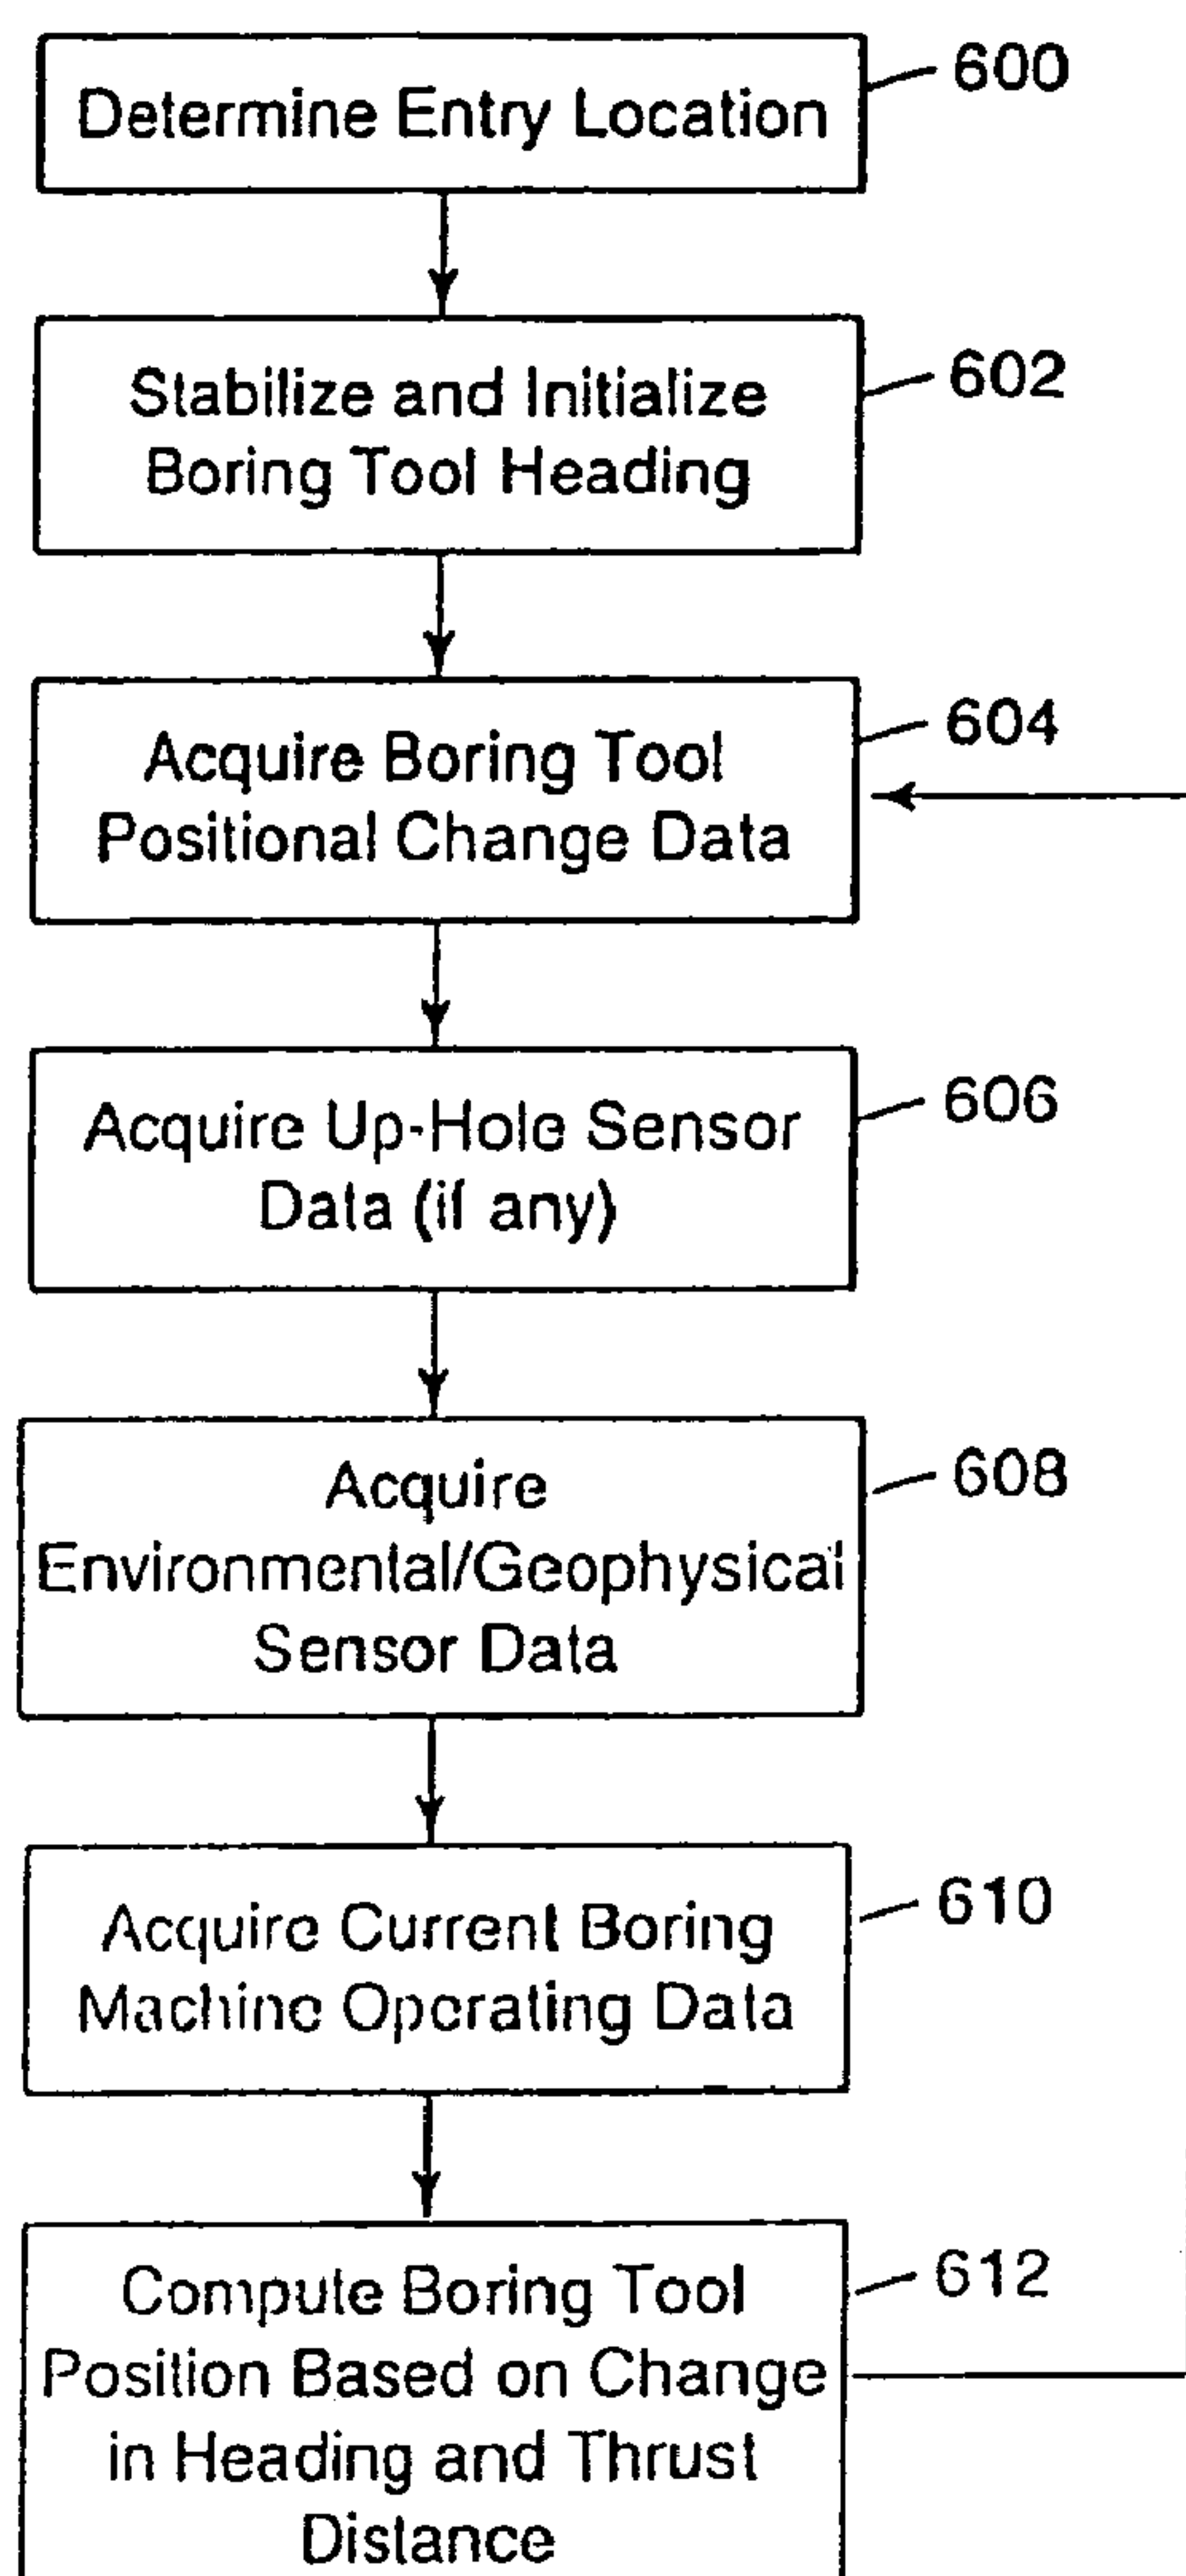 Determine Entry Location
600
Stabilize and Initialize
Boring Tool Heading
602
Acquire Boring Tool
Positional Change Data
604
Acquire Up-Hole Sensor
Data (if any)
606
Acquire
Environmental/Geophysical
Sensor Data
608
Acquire Current Boring
Machine Operating Data
610
Compute Boring Tool
Position Based on Change
in Heading and Thrust
Distance
612